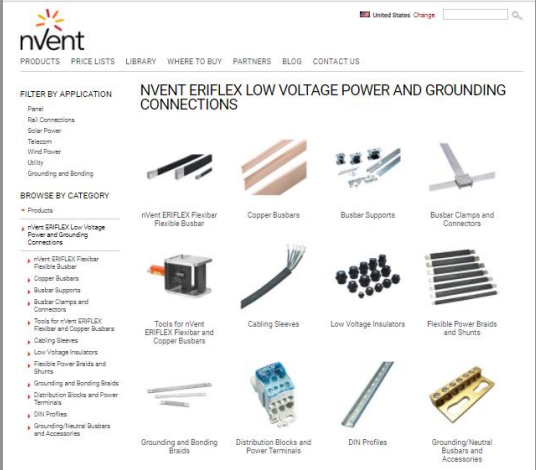 United States Change
nVent
PRODUCTS PRICE LISTS LIBRARY WHERE TO BUY PARTNERS BLOG CONTACT US
FILTER BY APPLICATION
Panel
Rail Connections
Solar Power
Telecom
Wind Power
Utility
Grounding and Bonding
BROWSE BY CATEGORY
Products
nVent ERIFLEX Low Voltage
Power and Grounding
Connections
nVent ERIFLEX Flexibar
Flexible Busbar
Copper Busbars
Busbar Supports
Busbar Clamps and
Connectors
Tools for nVent ERIFLEX
Flexibar and Copper Busbars
Cabling Sleeves
Low Voltage Insulators
Flexible Power Braids and
Shunts
Grounding and Bonding Braids
Distribution Blocks and Power
Terminals
DIN Profiles
Grounding/Neutral Busbars
and Accessories
NVENT ERIFLEX LOW VOLTAGE POWER AND GROUNDING
CONNECTIONS
nVent ERIFLEX Flexibar
Flexible Busbar
Copper Busbars
Busbar Supports
Busbar Clamps and
Connectors
Tools for nVent
ERIFLEX Flexibar and
Copper Busbars
Cabling Sleeves
Low Voltage Insulators
Flexible Power Braids
and Shunts
Grounding and Bonding
Braids
Distribution Blocks and
Power Terminals
DIN Profiles
Grounding/Neutral
Busbars and
Accessories